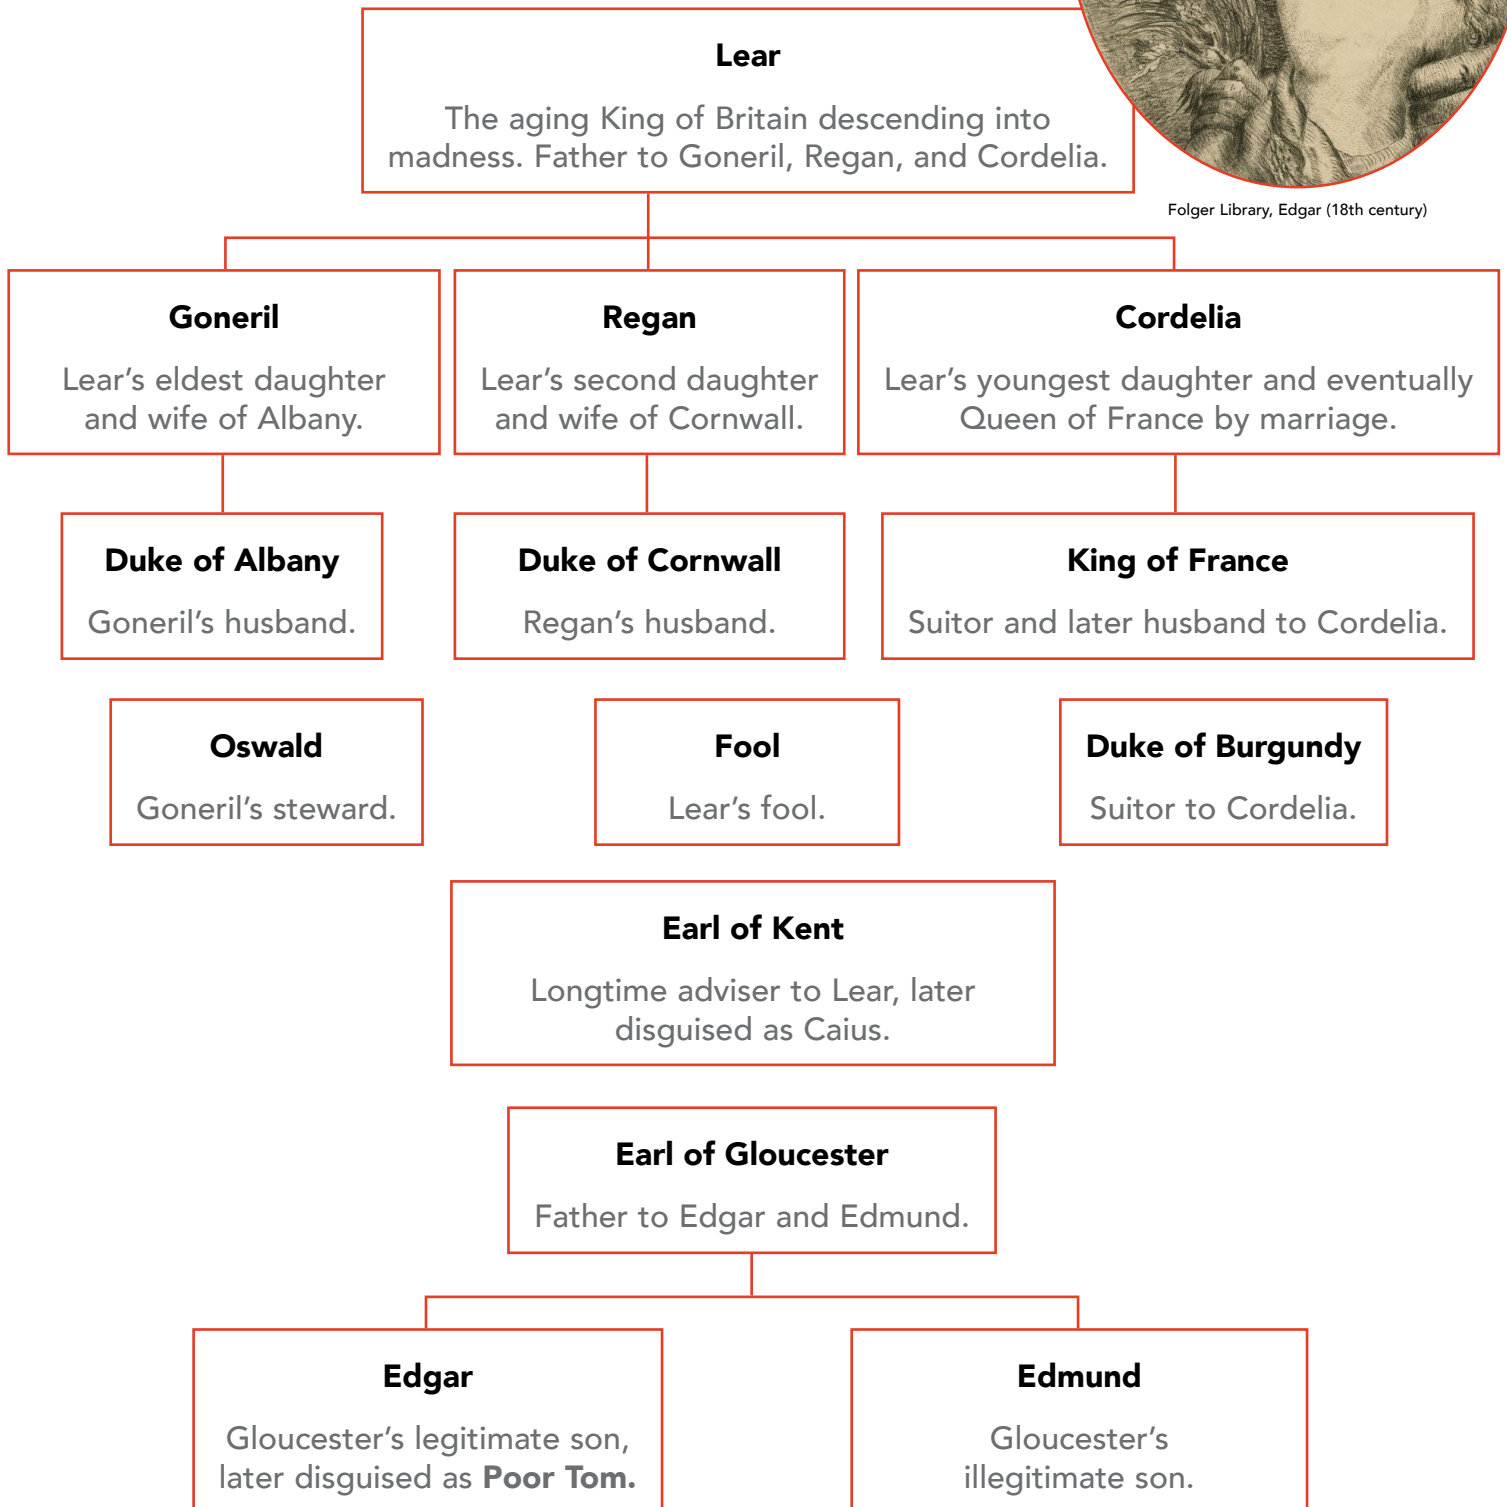 Lear
The aging King of Britain descending into
madness. Father to Goneril, Regan, and Cordelia.
Folger Library, Edgar (18th century)
Goneril
Lear’s eldest daughter
and wife of Albany.
Regan
Lear’s second daughter
and wife of Cornwall.
Cordelia
Lear’s youngest daughter and eventually
Queen of France by marriage.
Duke of Albany
Goneril’s husband.
Duke of Cornwall
Regan’s husband.
King of France
Suitor and later husband to Cordelia.
Oswald
Goneril’s steward.
Fool
Lear’s fool.
Duke of Burgundy
Suitor to Cordelia.
Earl of Kent
Longtime adviser to Lear, later
disguised as Caius.
Earl of Gloucester
Father to Edgar and Edmund.
Edgar
Gloucester’s legitimate son,
later disguised as Poor Tom.
Edmund
Gloucester’s
illegitimate son.